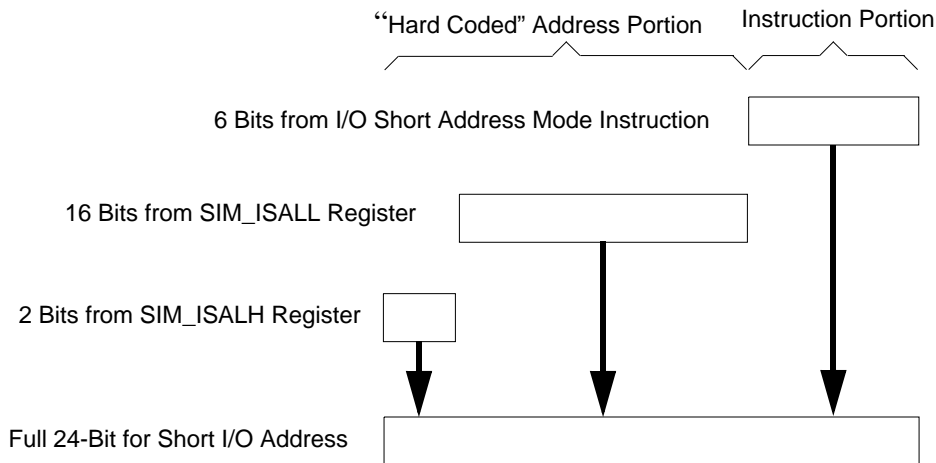 “Hard Coded” Address Portion
Instruction Portion
6 Bits from I/O Short Address Mode Instruction
16 Bits from SIM_ISALL Register
2 Bits from SIM_ISALH Register
Full 24-Bit for Short I/O Address